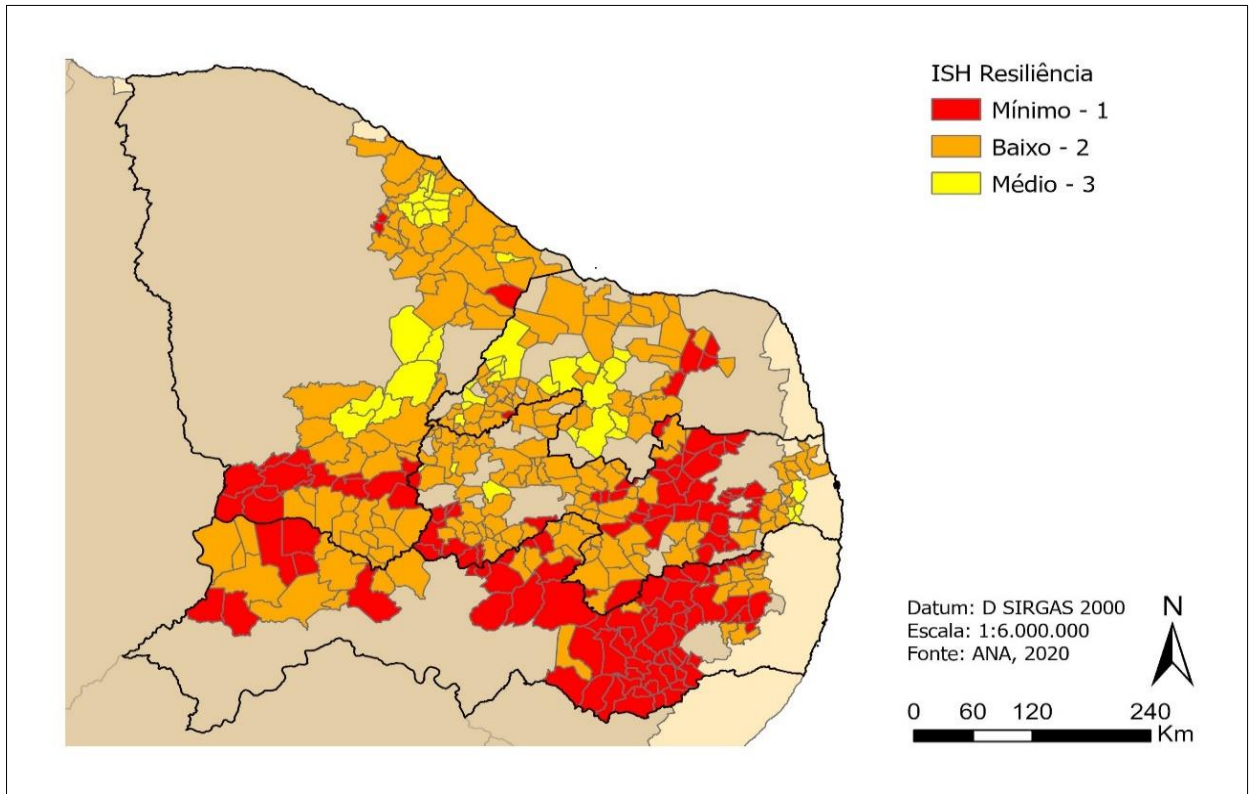 ISH Resiliência
Mínimo - 1
Baixo - 2
Médio - 3
Datum: D SIRGAS 2000
Escala: 1:6.000.000
Fonte: ANA, 2020
N
0 60 120 240
Km